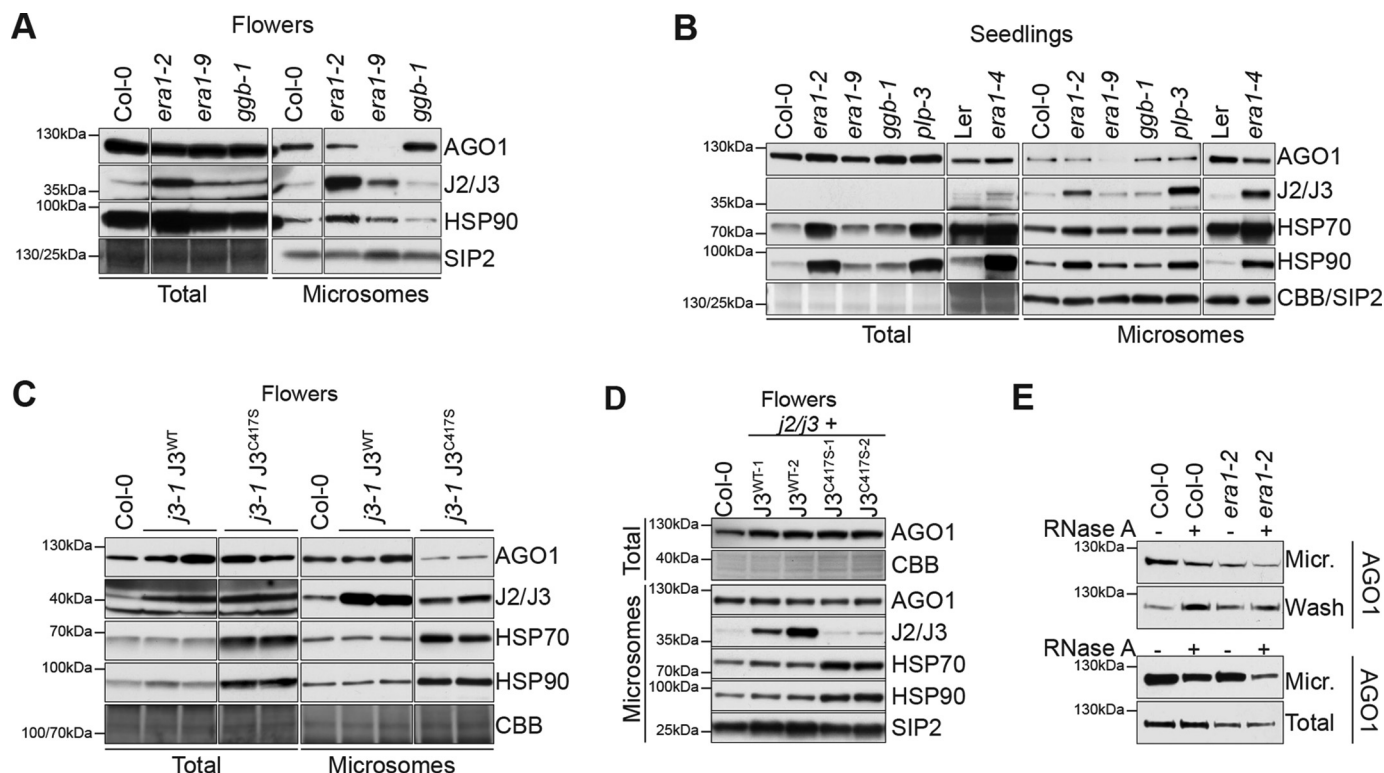 A
Flowers
Col-0 era1-2 era1-9 ggb-1 Col-0 era1-2 era1-9 ggb-1
130kDa AGO1
35kDa J2/J3
100kDa HSP90
130/25kDa SIP2
Total Microsomes
B
Seedlings
Col-0 era1-2 era1-9 ggb-1 plp-3 Ler era1-4 Col-0 era1-2 era1-9 ggb-1 plp-3 Ler era1-4
130kDa AGO1
35kDa J2/J3
70kDa HSP70
100kDa HSP90
130/25kDa CBB/SIP2
Total Microsomes
C
Flowers
Col-0 j3-1 J3WT j3-1 J3C417S Col-0 j3-1 J3WT j3-1 J3C417S
130kDa AGO1
40kDa J2/J3
70kDa HSP70
100kDa HSP90
100/70kDa CBB
Total Microsomes
D
Flowers
j2/j3 +
Col-0 J3WT-1 J3WT-2 J3C417S-1 J3C417S-2
Total
130kDa AGO1
40kDa CBB
Microsomes
130kDa AGO1
35kDa J2/J3
70kDa HSP70
100kDa HSP90
25kDa SIP2
E
Col-0 Col-0 era1-2 era1-2
RNase A - + - +
130kDa Micr.
130kDa Wash
AGO1
RNase A - + - +
130kDa Micr.
130kDa Total
AGO1